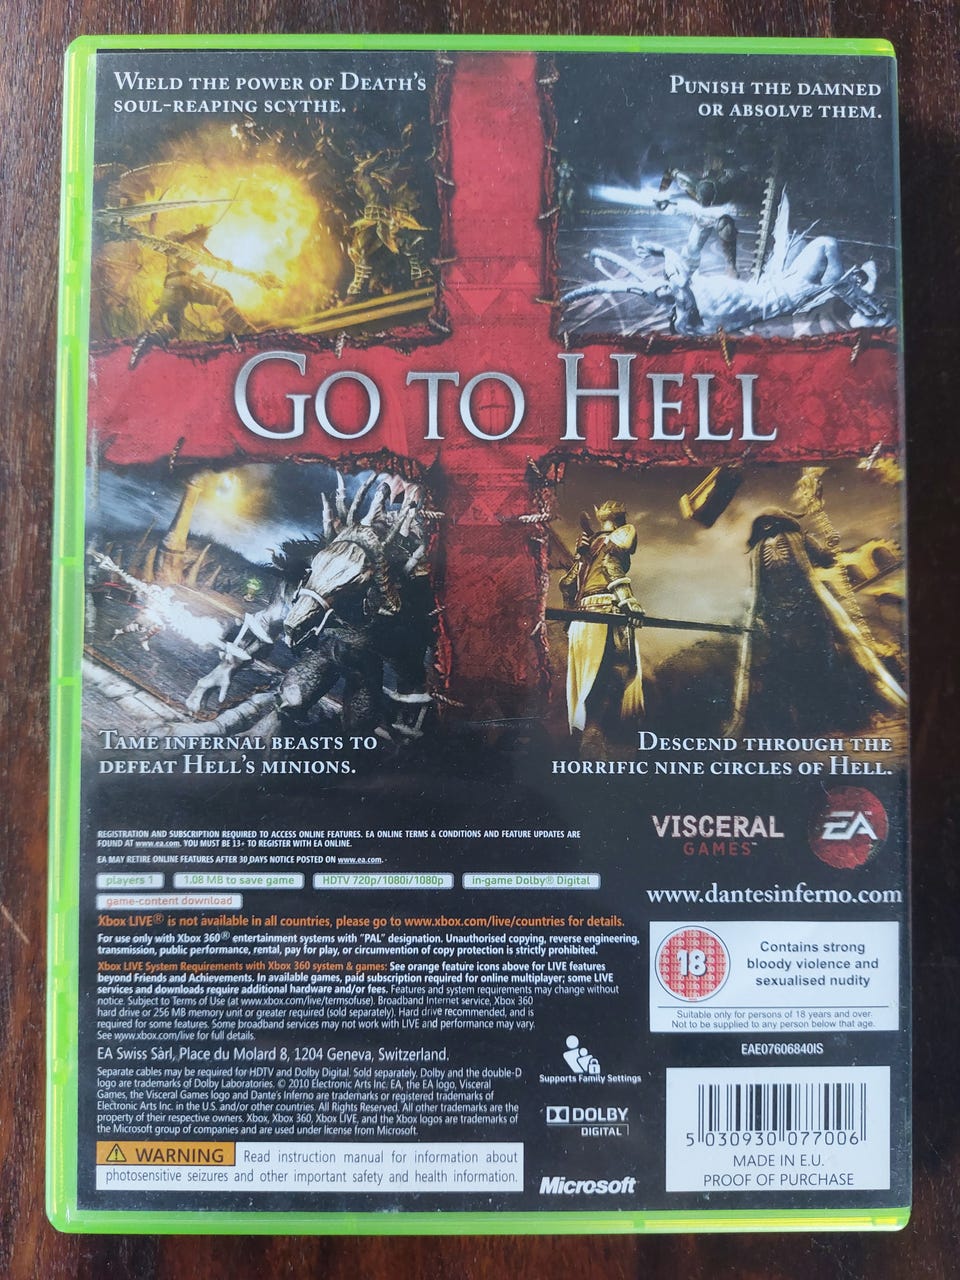 Wield the power of Death's
soul-reaping scythe.
Punish the damned
or absolve them.
Go to Hell
Tame infernal beasts to
defeat Hell's minions.
Descend through the
horrific nine circles of Hell.
REGISTRATION AND SUBSCRIPTION REQUIRED TO ACCESS ONLINE FEATURES. EA ONLINE TERMS & CONDITIONS AND FEATURE UPDATES ARE
FOUND AT www.ea.com. YOU MUST BE 13+ TO REGISTER WITH EA ONLINE.
EA MAY RETIRE ONLINE FEATURES AFTER 30 DAYS NOTICE POSTED ON www.ea.com.
VISCERAL
GAMES™
EA™
www.dantesinferno.com
players 1
1.08 MB to save game
HDTV 720p/1080i/1080p
in-game Dolby® Digital
game-content download
Xbox LIVE® is not available in all countries, please go to www.xbox.com/live/countries for details.
For use only with Xbox 360® entertainment systems with "PAL" designation. Unauthorised copying, reverse engineering,
transmission, public performance, rental, pay for play, or circumvention of copy protection is strictly prohibited.
Xbox LIVE System Requirements with Xbox 360 system & games: See orange feature icons above for LIVE features
beyond Friends and Achievements. In available games, paid subscription required for online multiplayer; some LIVE
services and downloads require additional hardware and/or fees. Features and system requirements may change without
notice. Subject to Terms of Use (at www.xbox.com/live/termsofuse). Broadband Internet service, Xbox 360
hard drive or 256 MB memory unit or greater required (sold separately). Hard drive recommended, and is
required for some features. Some broadband services may not work with LIVE and performance may vary.
See www.xbox.com/live for full details.
EA Swiss Sàrl, Place du Molard 8, 1204 Geneva, Switzerland.
Separate cables may be required for HDTV and Dolby Digital. Sold separately. Dolby and the double-D
logo are trademarks of Dolby Laboratories. © 2010 Electronic Arts Inc. EA, the EA logo, Visceral
Games, the Visceral Games logo and Dante's Inferno are trademarks or registered trademarks of
Electronic Arts Inc. in the U.S. and/or other countries. All Rights Reserved. All other trademarks are the
property of their respective owners. Xbox, Xbox 360, Xbox LIVE, and the Xbox logos are trademarks of
the Microsoft group of companies and are used under license from Microsoft.
WARNING Read instruction manual for information about
photosensitive seizures and other important safety and health information.
Supports Family Settings
DOLBY
DIGITAL
Microsoft®
18
Contains strong
bloody violence and
sexualised nudity
Suitable only for persons of 18 years and over.
Not to be supplied to any person below that age.
EAE07606840IS
5 030930 077006
MADE IN E.U.
PROOF OF PURCHASE